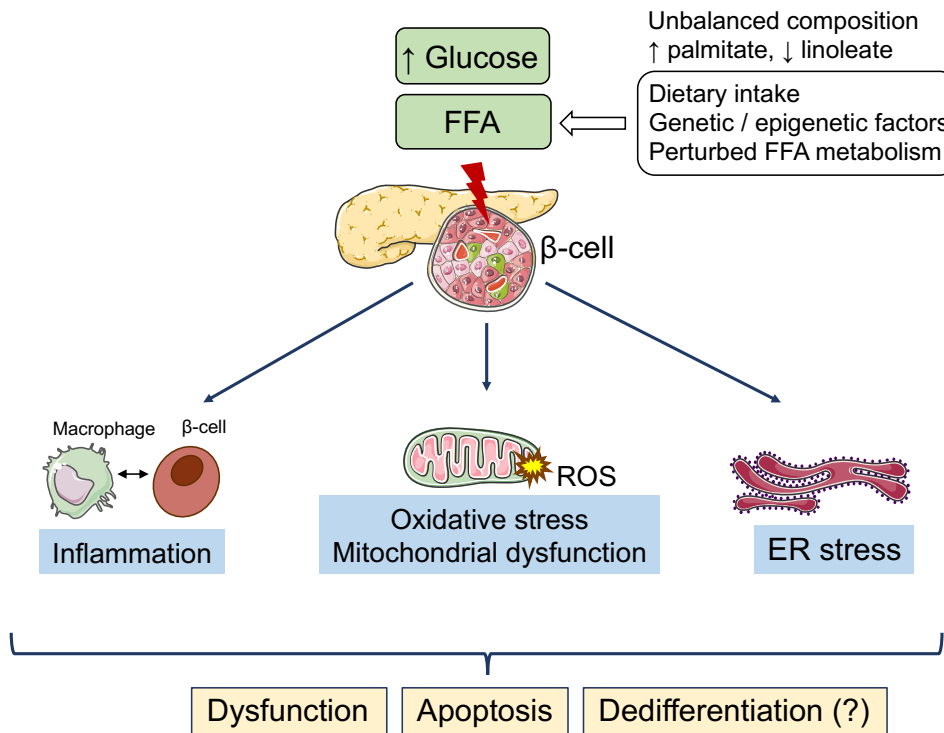 Unbalanced composition
↑ palmitate, ↓ linoleate
↑ Glucose
FFA
Dietary intake
Genetic / epigenetic factors
Perturbed FFA metabolism
β-cell
Macrophage
β-cell
ROS
Inflammation
Oxidative stress
Mitochondrial dysfunction
ER stress
Dysfunction
Apoptosis
Dedifferentiation (?)